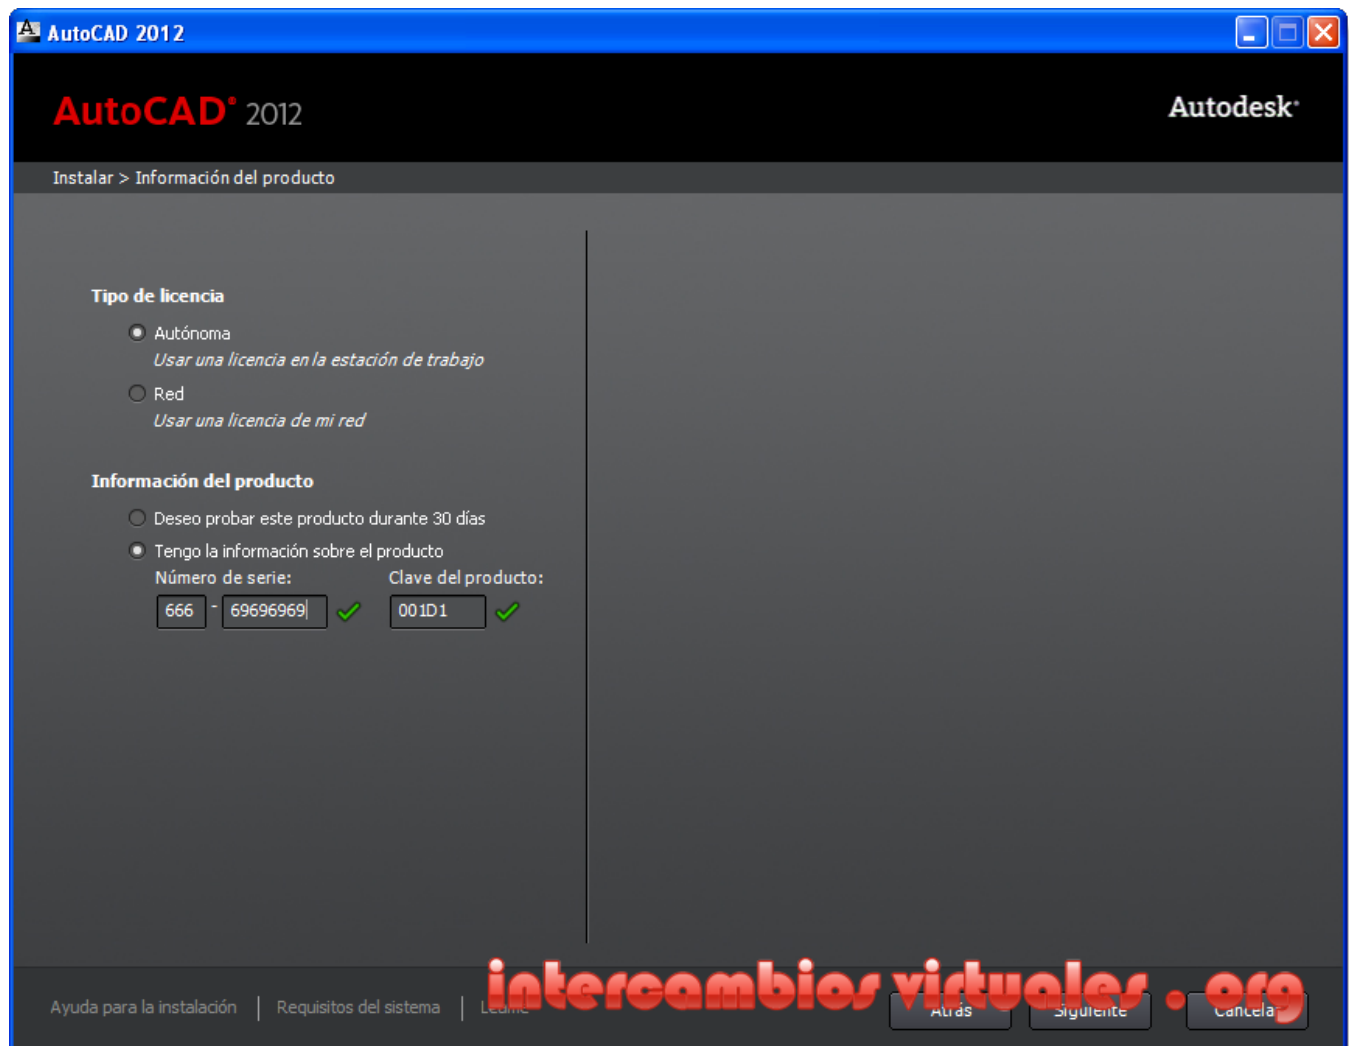 AutoCAD 2012
AutoCAD® 2012
Autodesk
Instalar > Información del producto
Tipo de licencia
Autónoma
Usar una licencia en la estación de trabajo
Red
Usar una licencia de mi red
Información del producto
Deseo probar este producto durante 30 días
Tengo la información sobre el producto
Número de serie: Clave del producto:
666 - 69696969 001D1
intercambios virtuales . org
Ayuda para la instalación | Requisitos del sistema | Léame Atrás Siguiente Cancelar